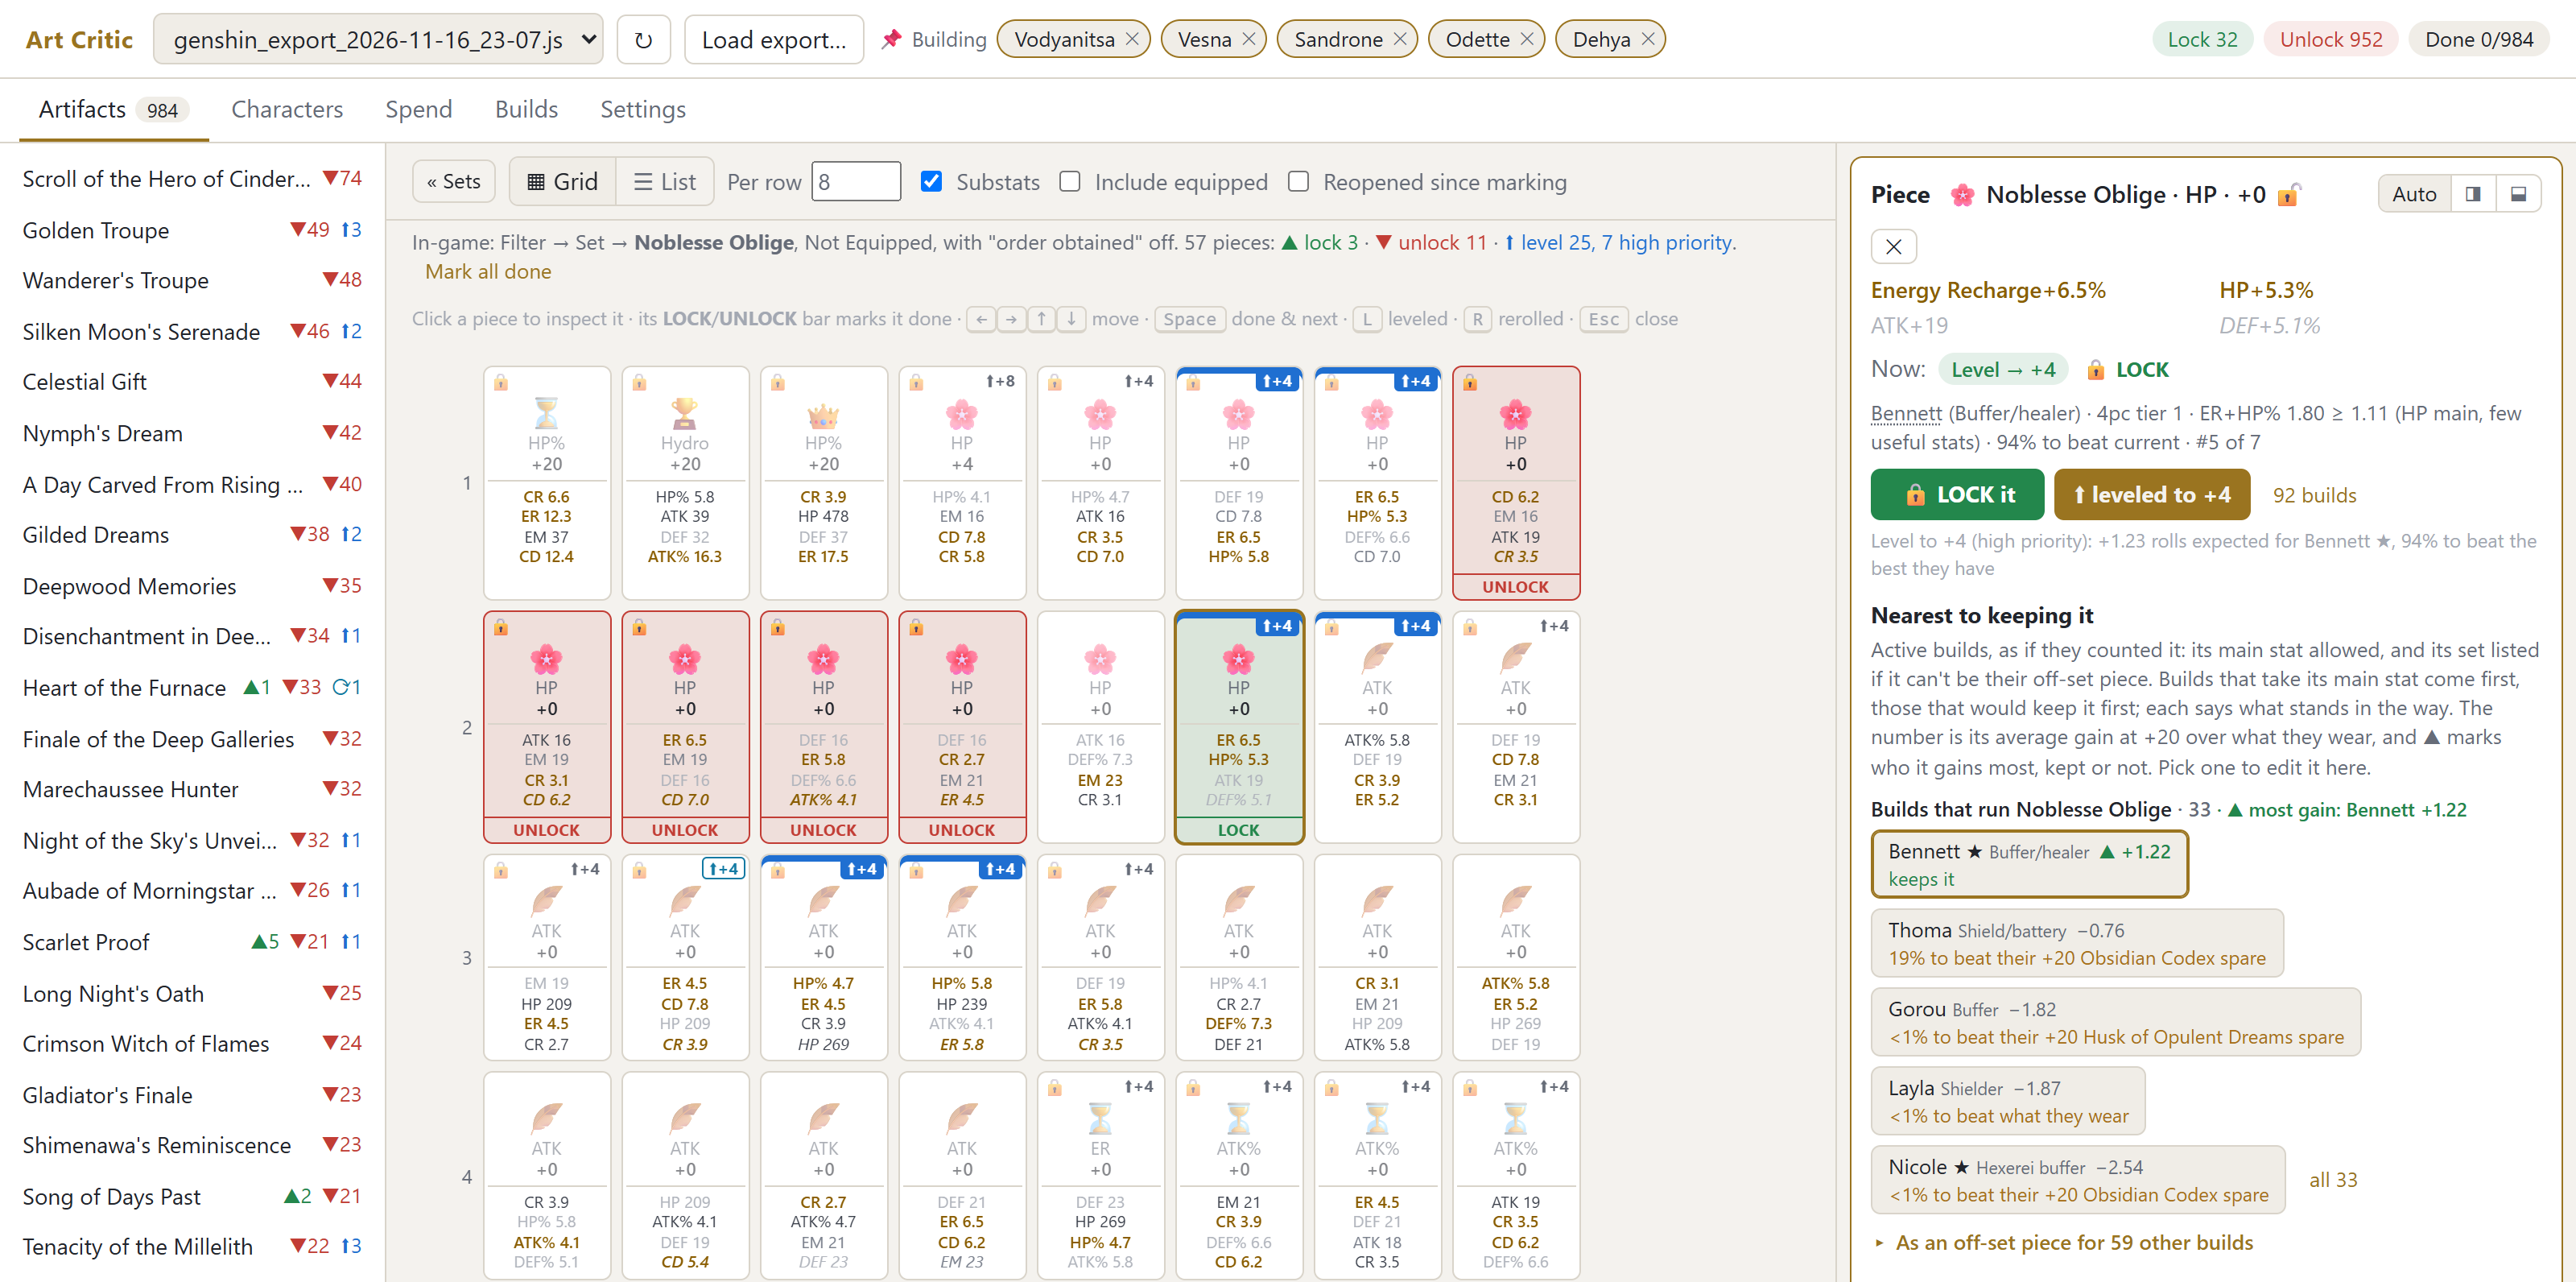 Art Critic
genshin_export_2026-11-16_23-07.js
Load export...
Building
Vodyanitsa
Vesna
Sandrone
Odette
Dehya
Lock 32
Unlock 952
Done 0/984
Artifacts 984
Characters
Spend
Builds
Settings
Scroll of the Hero of Cinder... ▼74
Golden Troupe ▼49 ⬆3
Wanderer's Troupe ▼48
Silken Moon's Serenade ▼46 ⬆2
Celestial Gift ▼44
Nymph's Dream ▼42
A Day Carved From Rising ... ▼40
Gilded Dreams ▼38 ⬆2
Deepwood Memories ▼35
Disenchantment in Dee... ▼34 ⬆1
Heart of the Furnace ▲1 ▼33 ⟳1
Finale of the Deep Galleries ▼32
Marechaussee Hunter ▼32
Night of the Sky's Unvei... ▼32 ⬆1
Aubade of Morningstar ... ▼26 ⬆1
Scarlet Proof ▲5 ▼21 ⬆1
Long Night's Oath ▼25
Crimson Witch of Flames ▼24
Gladiator's Finale ▼23
Shimenawa's Reminiscence ▼23
Song of Days Past ▲2 ▼21
Tenacity of the Millelith ▼22 ⬆3
« Sets
Grid
List
Per row 8
Substats
Include equipped
Reopened since marking
In-game: Filter → Set → Noblesse Oblige, Not Equipped, with "order obtained" off. 57 pieces: ▲ lock 3 · ▼ unlock 11 · ⬆ level 25, 7 high priority.
Mark all done
Click a piece to inspect it · its LOCK/UNLOCK bar marks it done · ← → ↑ ↓ move · Space done & next · L leveled · R rerolled · Esc close
1
HP%
+20
CR 6.6
ER 12.3
EM 37
CD 12.4
Hydro
+20
HP% 5.8
ATK 39
DEF 32
ATK% 16.3
HP%
+20
CR 3.9
HP 478
DEF 37
ER 17.5
⬆+8
HP
+4
HP% 4.1
EM 16
CD 7.8
CR 5.8
⬆+4
HP
+0
HP% 4.7
ATK 16
CR 3.5
CD 7.0
⬆+4
HP
+0
DEF 19
CD 7.8
ER 6.5
HP% 5.8
⬆+4
HP
+0
ER 6.5
HP% 5.3
DEF% 6.6
CD 7.0
HP
+0
CD 6.2
EM 16
ATK 19
CR 3.5
UNLOCK
2
HP
+0
ATK 16
EM 19
CR 3.1
CD 6.2
UNLOCK
HP
+0
ER 6.5
EM 19
DEF 16
CD 7.0
UNLOCK
HP
+0
DEF 16
ER 5.8
DEF% 6.6
ATK% 4.1
UNLOCK
HP
+0
DEF 16
CR 2.7
EM 21
ER 4.5
UNLOCK
HP
+0
ATK 16
DEF% 7.3
EM 23
CR 3.1
⬆+4
HP
+0
ER 6.5
HP% 5.3
ATK 19
DEF% 5.1
LOCK
⬆+4
ATK
+0
ATK% 5.8
DEF 19
CR 3.9
ER 5.2
⬆+4
ATK
+0
DEF 19
CD 7.8
EM 21
CR 3.1
3
⬆+4
ATK
+0
EM 19
HP 209
ER 4.5
CR 2.7
⬆+4
ATK
+0
ER 4.5
CD 7.8
HP 209
CR 3.9
⬆+4
ATK
+0
HP% 4.7
ER 4.5
CR 3.9
HP 269
⬆+4
ATK
+0
HP% 5.8
HP 239
ATK% 4.1
ER 5.8
⬆+4
ATK
+0
DEF 19
ER 5.8
ATK% 4.1
CR 3.5
ATK
+0
HP% 4.1
CR 2.7
DEF% 7.3
DEF 21
ATK
+0
CR 3.1
EM 21
HP 209
ATK% 5.8
ATK
+0
ATK% 5.8
ER 5.2
HP 269
DEF 19
4
ATK
+0
CR 3.9
HP% 5.8
ATK% 4.1
DEF% 5.1
ATK
+0
HP 209
ATK% 4.1
DEF 19
CD 5.4
ATK
+0
CR 2.7
ATK% 4.7
EM 21
DEF 23
ATK
+0
DEF 21
ER 6.5
CD 6.2
EM 23
⬆+4
ER
+0
DEF 23
HP 269
HP% 4.7
ATK% 5.8
⬆+4
ATK%
+0
EM 21
CR 3.9
DEF% 6.6
CD 6.2
⬆+4
ATK%
+0
ER 4.5
DEF 21
ATK 18
CR 3.5
⬆+4
ATK%
+0
ATK 19
CR 3.5
CD 6.2
DEF% 6.6
Piece Noblesse Oblige · HP · +0
Auto
Energy Recharge+6.5% HP+5.3%
ATK+19 DEF+5.1%
Now: Level → +4 LOCK
Bennett (Buffer/healer) · 4pc tier 1 · ER+HP% 1.80 ≥ 1.11 (HP main, few
useful stats) · 94% to beat current · #5 of 7
LOCK it
⬆ leveled to +4
92 builds
Level to +4 (high priority): +1.23 rolls expected for Bennett ★, 94% to beat the
best they have
Nearest to keeping it
Active builds, as if they counted it: its main stat allowed, and its set listed
if it can't be their off-set piece. Builds that take its main stat come first,
those that would keep it first; each says what stands in the way. The
number is its average gain at +20 over what they wear, and ▲ marks
who it gains most, kept or not. Pick one to edit it here.
Builds that run Noblesse Oblige · 33 · ▲ most gain: Bennett +1.22
Bennett ★ Buffer/healer ▲ +1.22
keeps it
Thoma Shield/battery −0.76
19% to beat their +20 Obsidian Codex spare
Gorou Buffer −1.82
<1% to beat their +20 Husk of Opulent Dreams spare
Layla Shielder −1.87
<1% to beat what they wear
Nicole ★ Hexerei buffer −2.54
<1% to beat their +20 Obsidian Codex spare
all 33
▸ As an off-set piece for 59 other builds